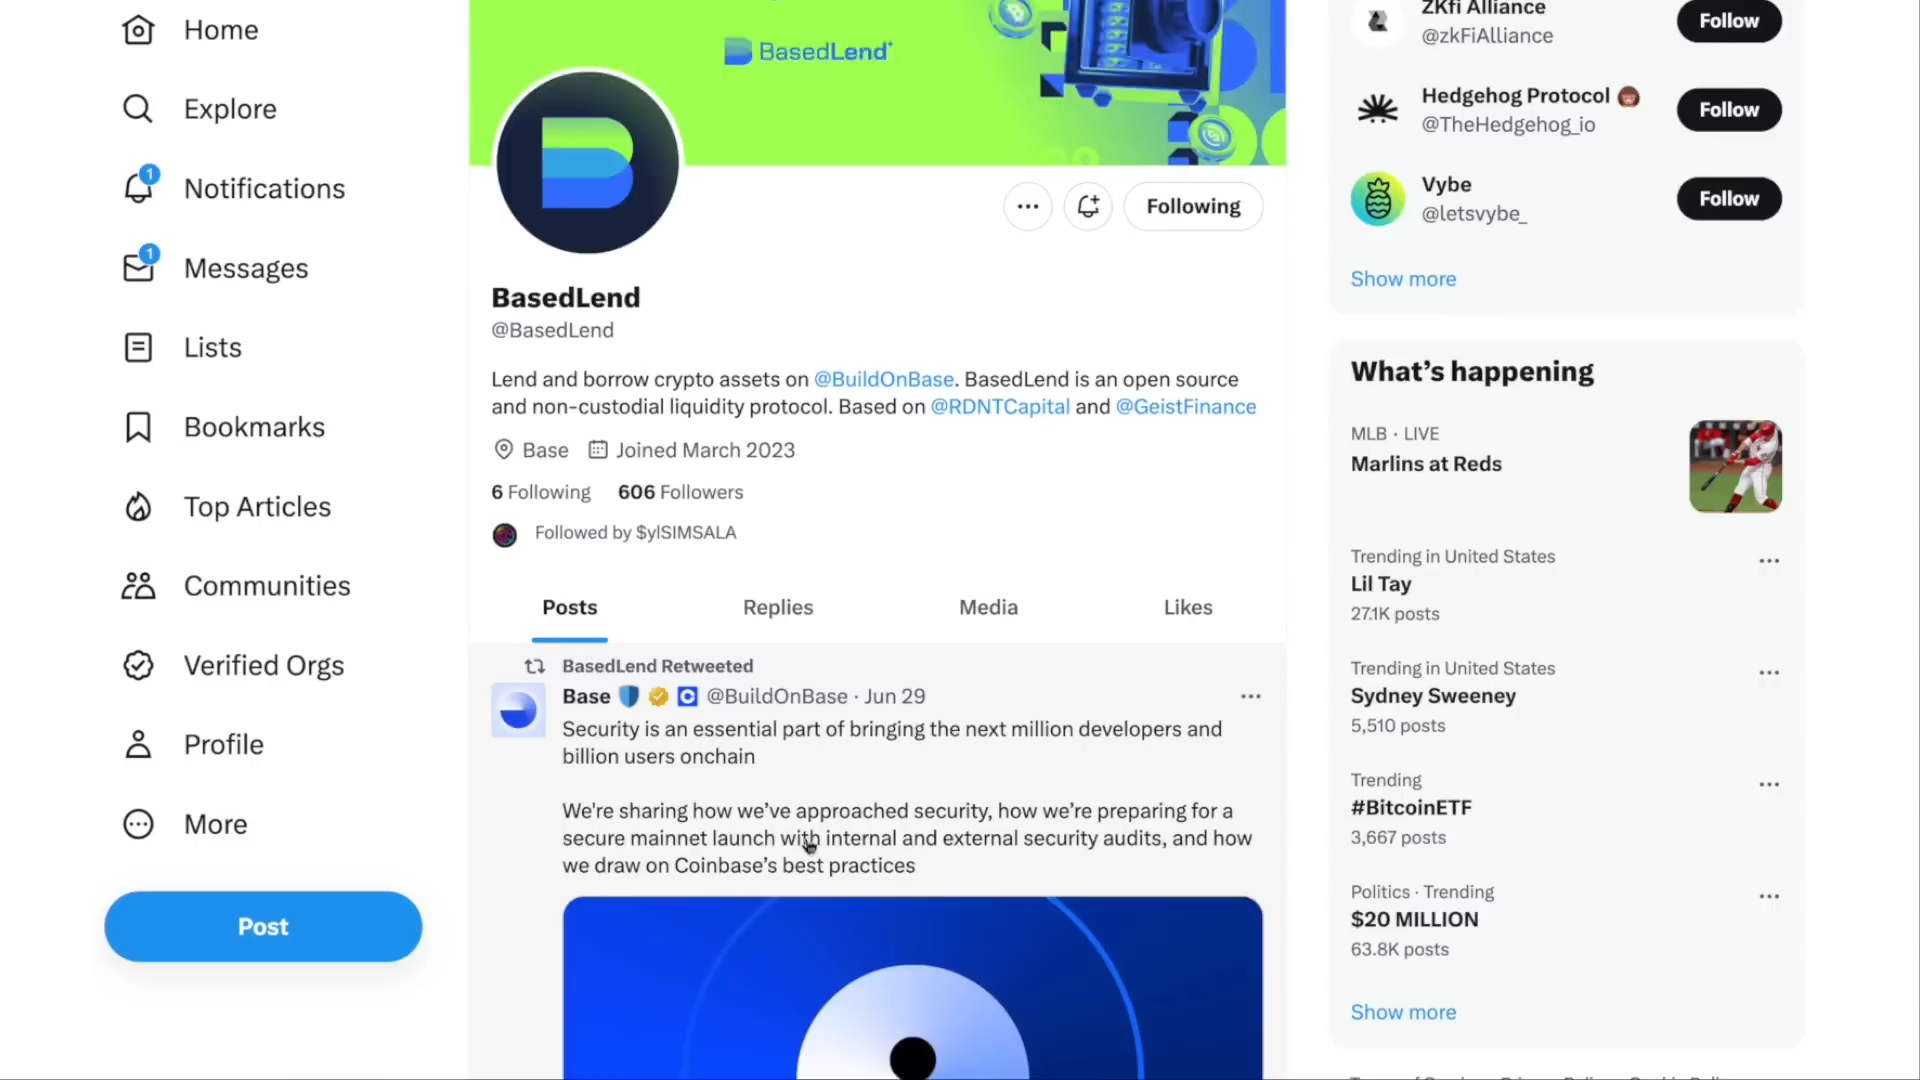 Home
Explore
1
Notifications
1
Messages
Lists
Bookmarks
Top Articles
Communities
Verified Orgs
Profile
More
Post
BasedLend
Following
BasedLend
@BasedLend
Lend and borrow crypto assets on @BuildOnBase. BasedLend is an open source
and non-custodial liquidity protocol. Based on @RDNTCapital and @GeistFinance
Base Joined March 2023
6 Following 606 Followers
Followed by $ylSIMSALA
Posts Replies Media Likes
BasedLend Retweeted
Base @BuildOnBase · Jun 29
Security is an essential part of bringing the next million developers and
billion users onchain
We're sharing how we’ve approached security, how we’re preparing for a
secure mainnet launch with internal and external security audits, and how
we draw on Coinbase’s best practices
ZKfi Alliance
@zkFiAlliance
Follow
Hedgehog Protocol
@TheHedgehog_io
Follow
Vybe
@letsvybe_
Follow
Show more
What’s happening
MLB · LIVE
Marlins at Reds
Trending in United States
Lil Tay
27.1K posts
Trending in United States
Sydney Sweeney
5,510 posts
Trending
#BitcoinETF
3,667 posts
Politics · Trending
$20 MILLION
63.8K posts
Show more